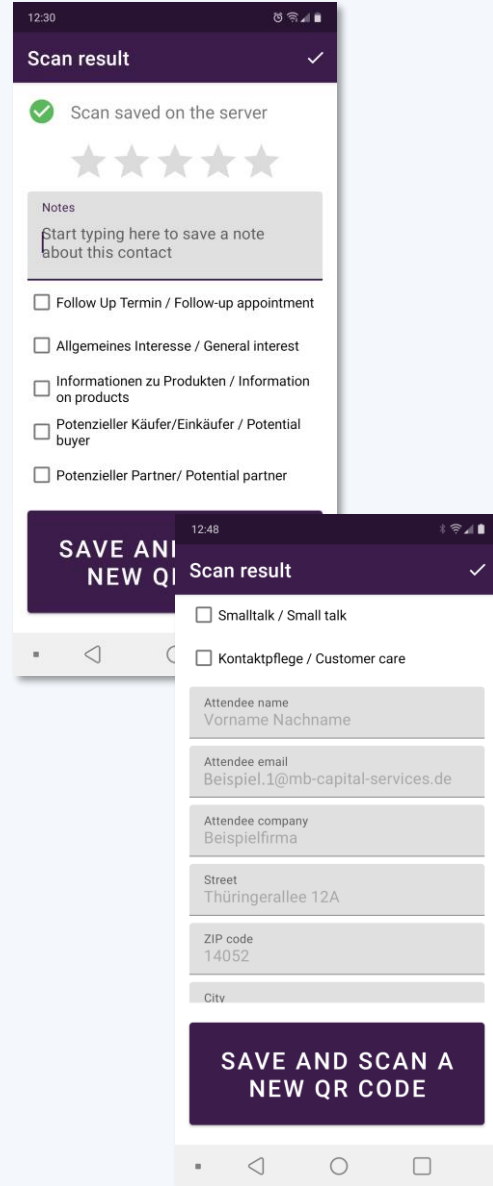 12:30
Scan result
Scan saved on the server
Notes
Start typing here to save a note
about this contact
Follow Up Termin / Follow-up appointment
Allgemeines Interesse / General interest
Informationen zu Produkten / Information
on products
Potenzieller Käufer/Einkäufer / Potential
buyer
Potenzieller Partner/ Potential partner
SAVE AN
NEW Q
12:48
Scan result
Smalltalk / Small talk
Kontaktpflege / Customer care
Attendee name
Vorname Nachname
Attendee email
Beispiel.1@mb-capital-services.de
Attendee company
Beispielfirma
Street
Thüringerallee 12A
ZIP code
14052
City
SAVE AND SCAN A
NEW QR CODE